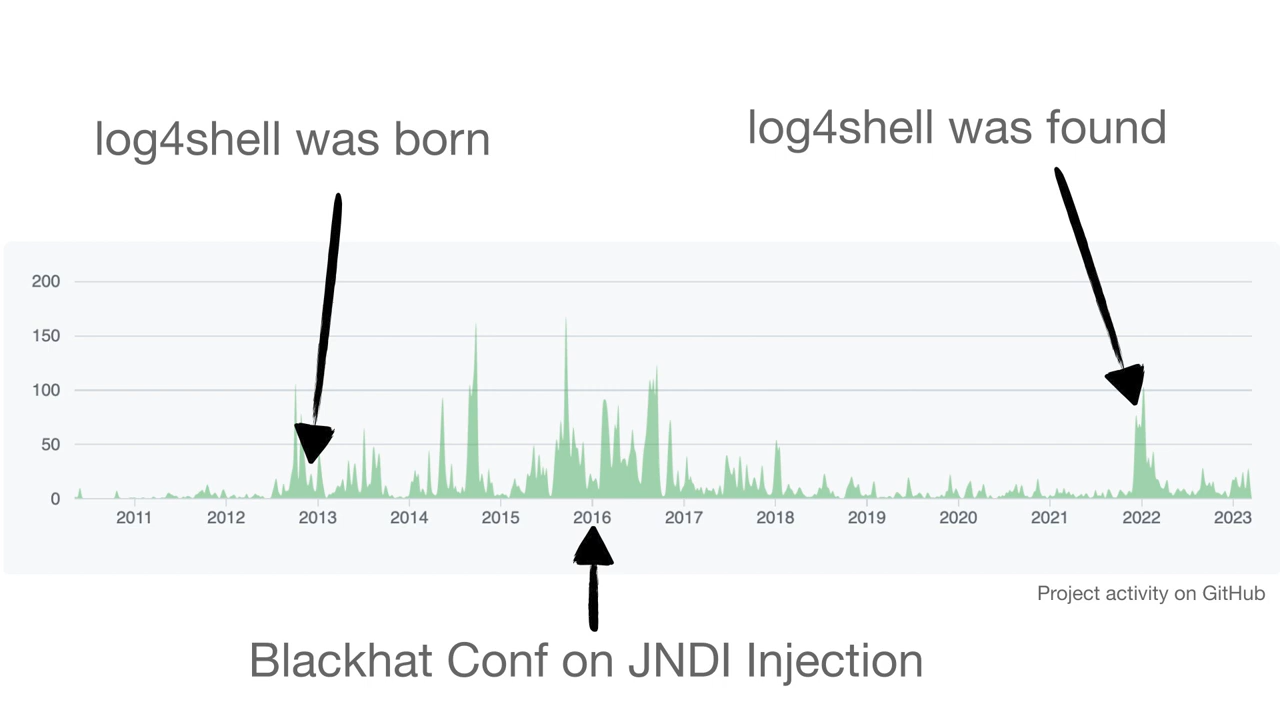 log4shell was born
log4shell was found
200
150
100
50
0
2011 2012 2013 2014 2015 2016 2017 2018 2019 2020 2021 2022 2023
Project activity on GitHub
Blackhat Conf on JNDI Injection